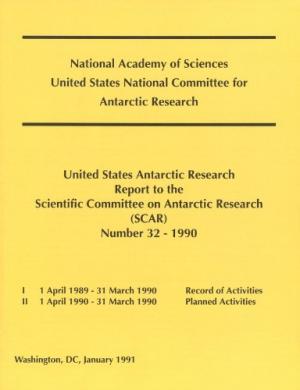 National Academy of Sciences
United States National Committee for
Antarctic Research
United States Antarctic Research
Report to the
Scientific Committee on Antarctic Research
(SCAR)
Number 32 - 1990
I 1 April 1989 - 31 March 1990 Record of Activities
II 1 April 1990 - 31 March 1990 Planned Activities
Washington, DC, January 1991